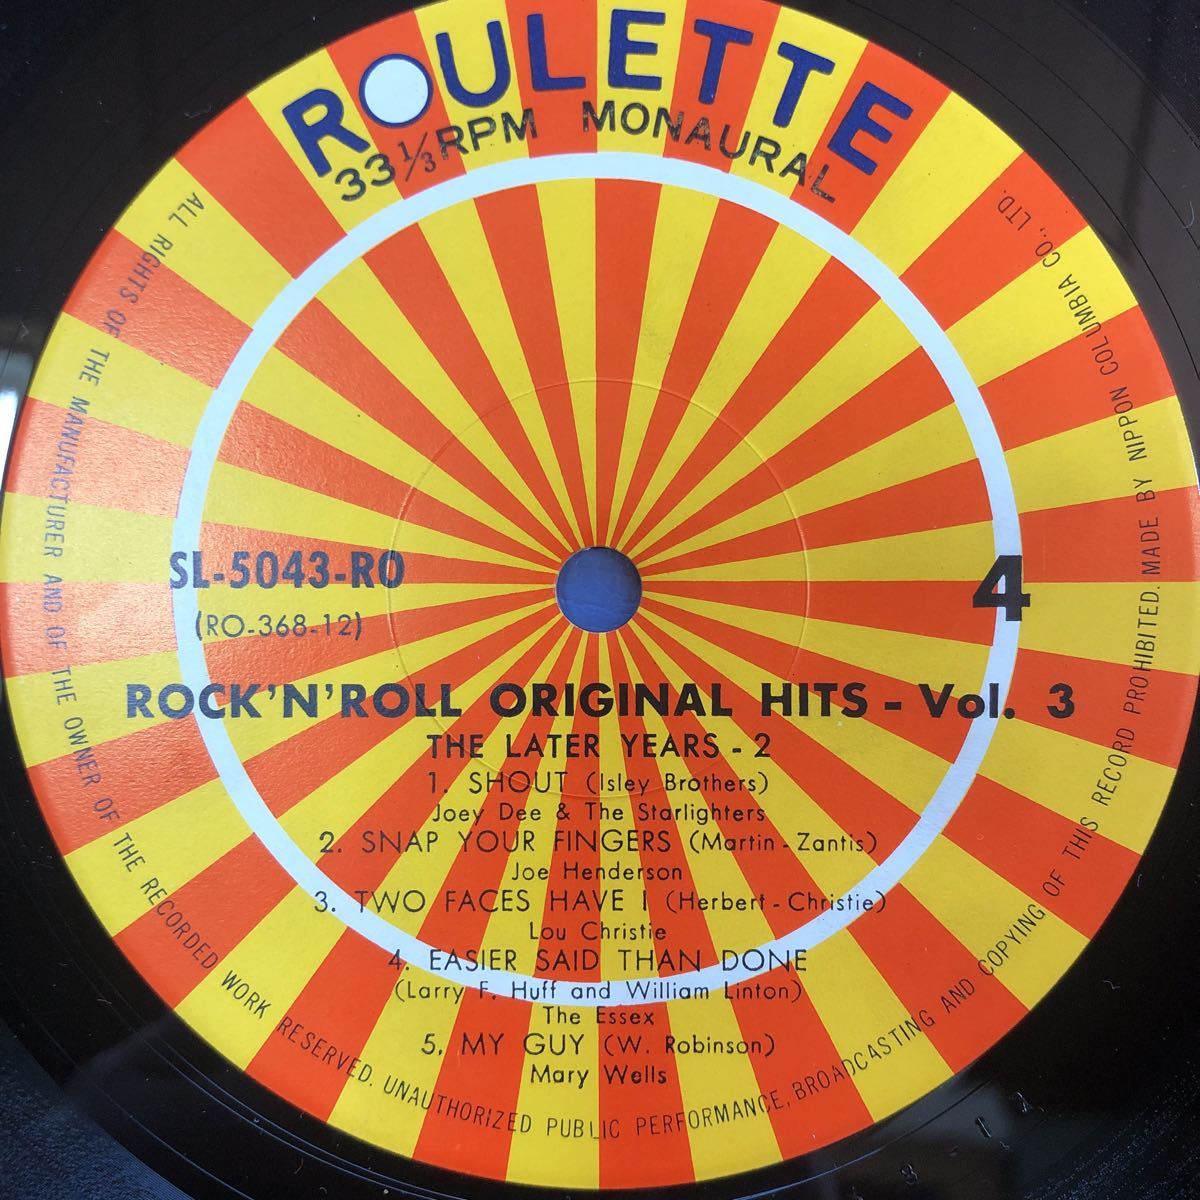 ROULETTE
33 1/3 RPM MONAURAL
SL-5043-RO
(RO-368-12)
4
ROCK'N'ROLL ORIGINAL HITS - Vol. 3
THE LATER YEARS - 2
1. SHOUT (Isley Brothers)
Joey Dee & The Starlighters
2. SNAP YOUR FINGERS (Martin - Zantis)
Joe Henderson
3. TWO FACES HAVE I (Herbert - Christie)
Lou Christie
4. EASIER SAID THAN DONE
(Larry F. Huff and William Linton)
The Essex
5. MY GUY (W. Robinson)
Mary Wells
ALL RIGHTS OF THE MANUFACTURER AND OF THE OWNER OF THE RECORDED WORK RESERVED. UNAUTHORIZED PUBLIC PERFORMANCE, BROADCASTING AND COPYING OF THIS RECORD PROHIBITED. MADE BY NIPPON COLUMBIA CO., LTD.